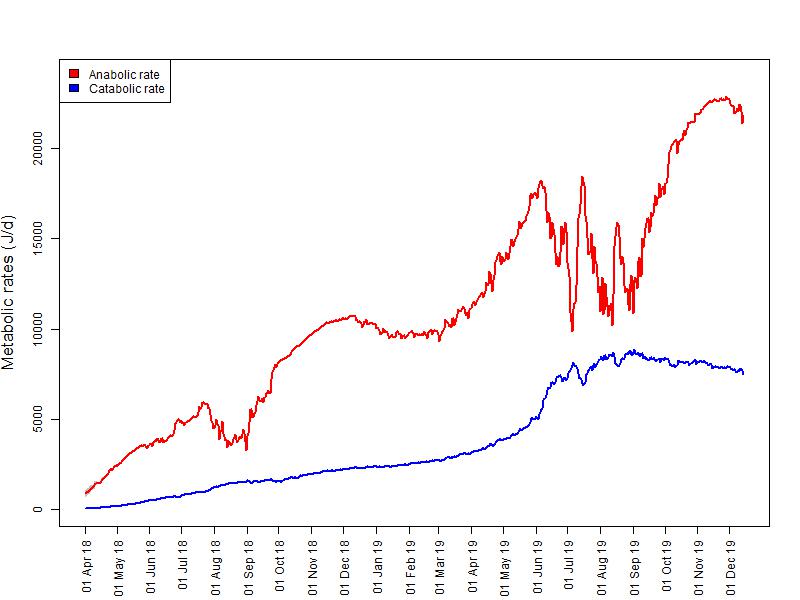 Anabolic rate
Catabolic rate
Metabolic rates (J/d)
20000
15000
10000
5000
0
01 Apr 18
01 May 18
01 Jun 18
01 Jul 18
01 Aug 18
01 Sep 18
01 Oct 18
01 Nov 18
01 Dec 18
01 Jan 19
01 Feb 19
01 Mar 19
01 Apr 19
01 May 19
01 Jun 19
01 Jul 19
01 Aug 19
01 Sep 19
01 Oct 19
01 Nov 19
01 Dec 19